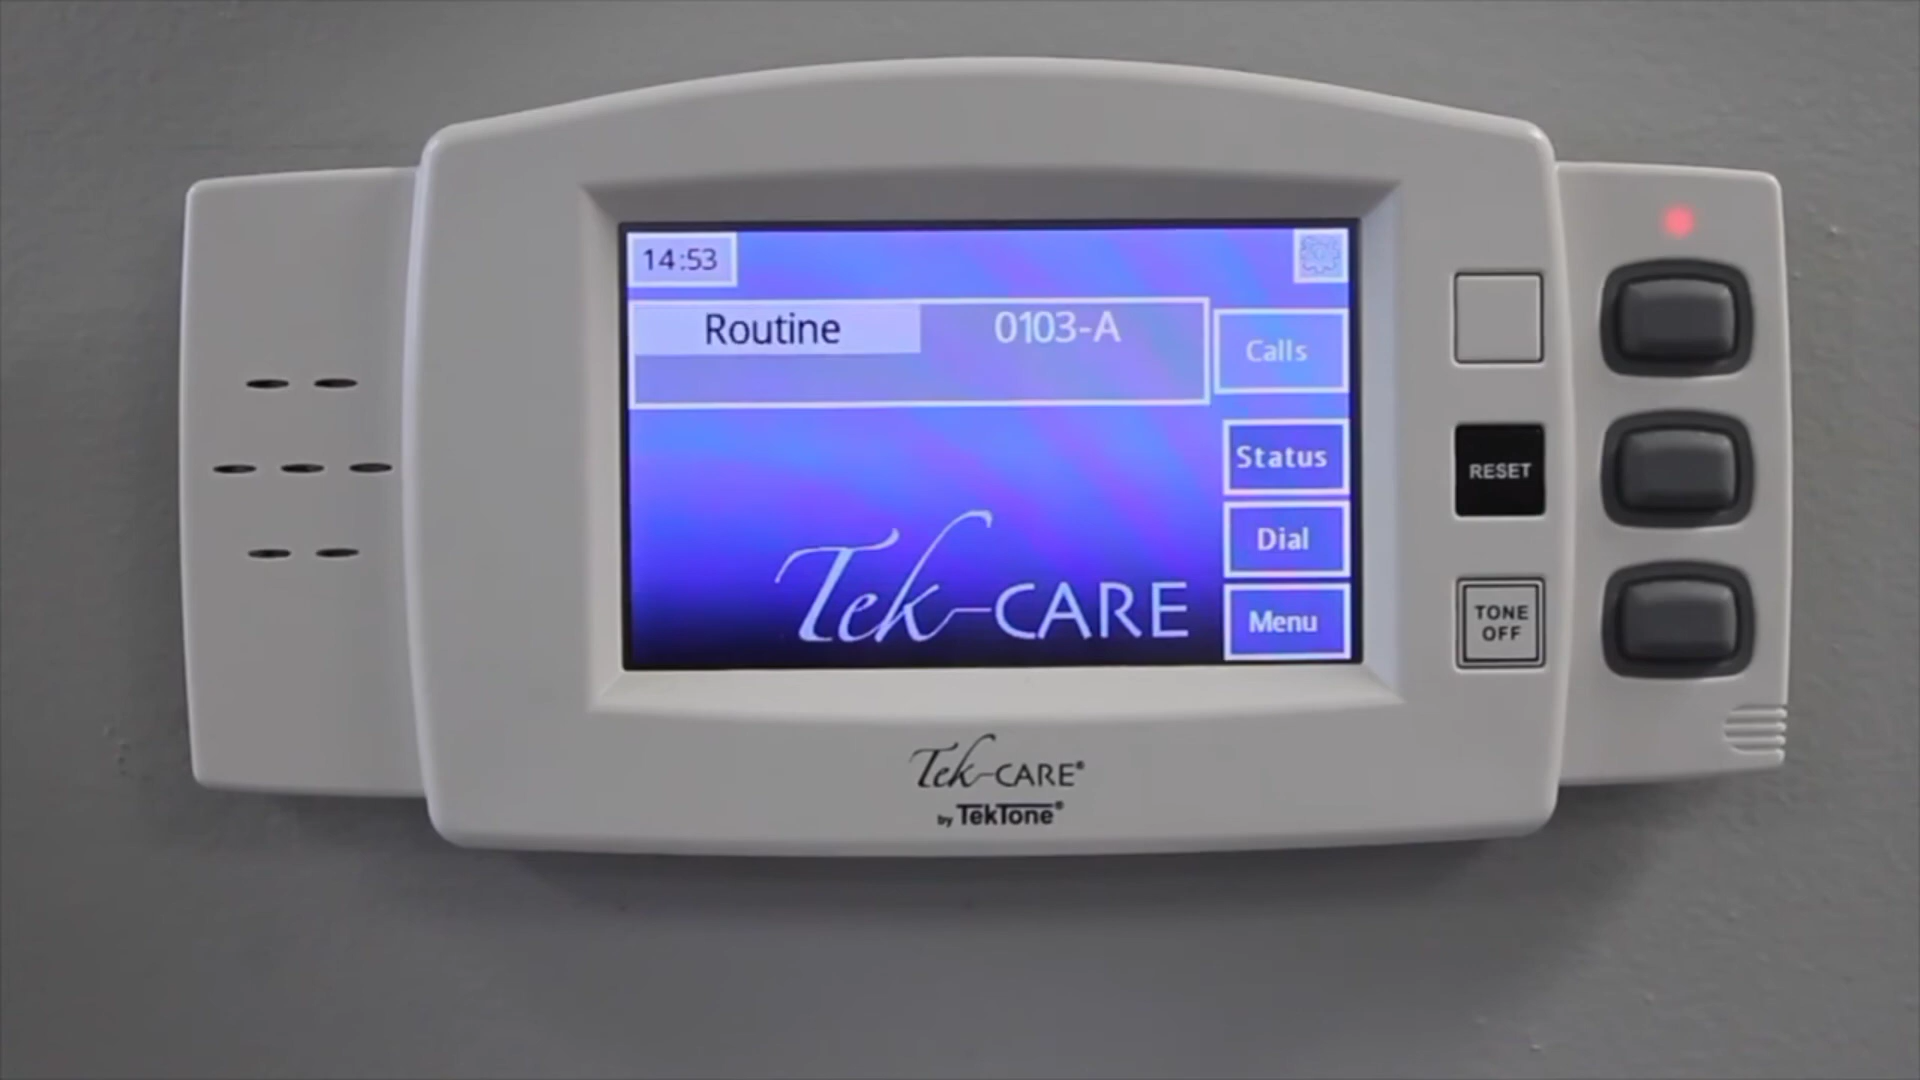 14:53
Routine 0103-A
Calls
Status
Dial
Menu
Tek-CARE
RESET
TONE
OFF
Tek-CARE®
by TekTone®